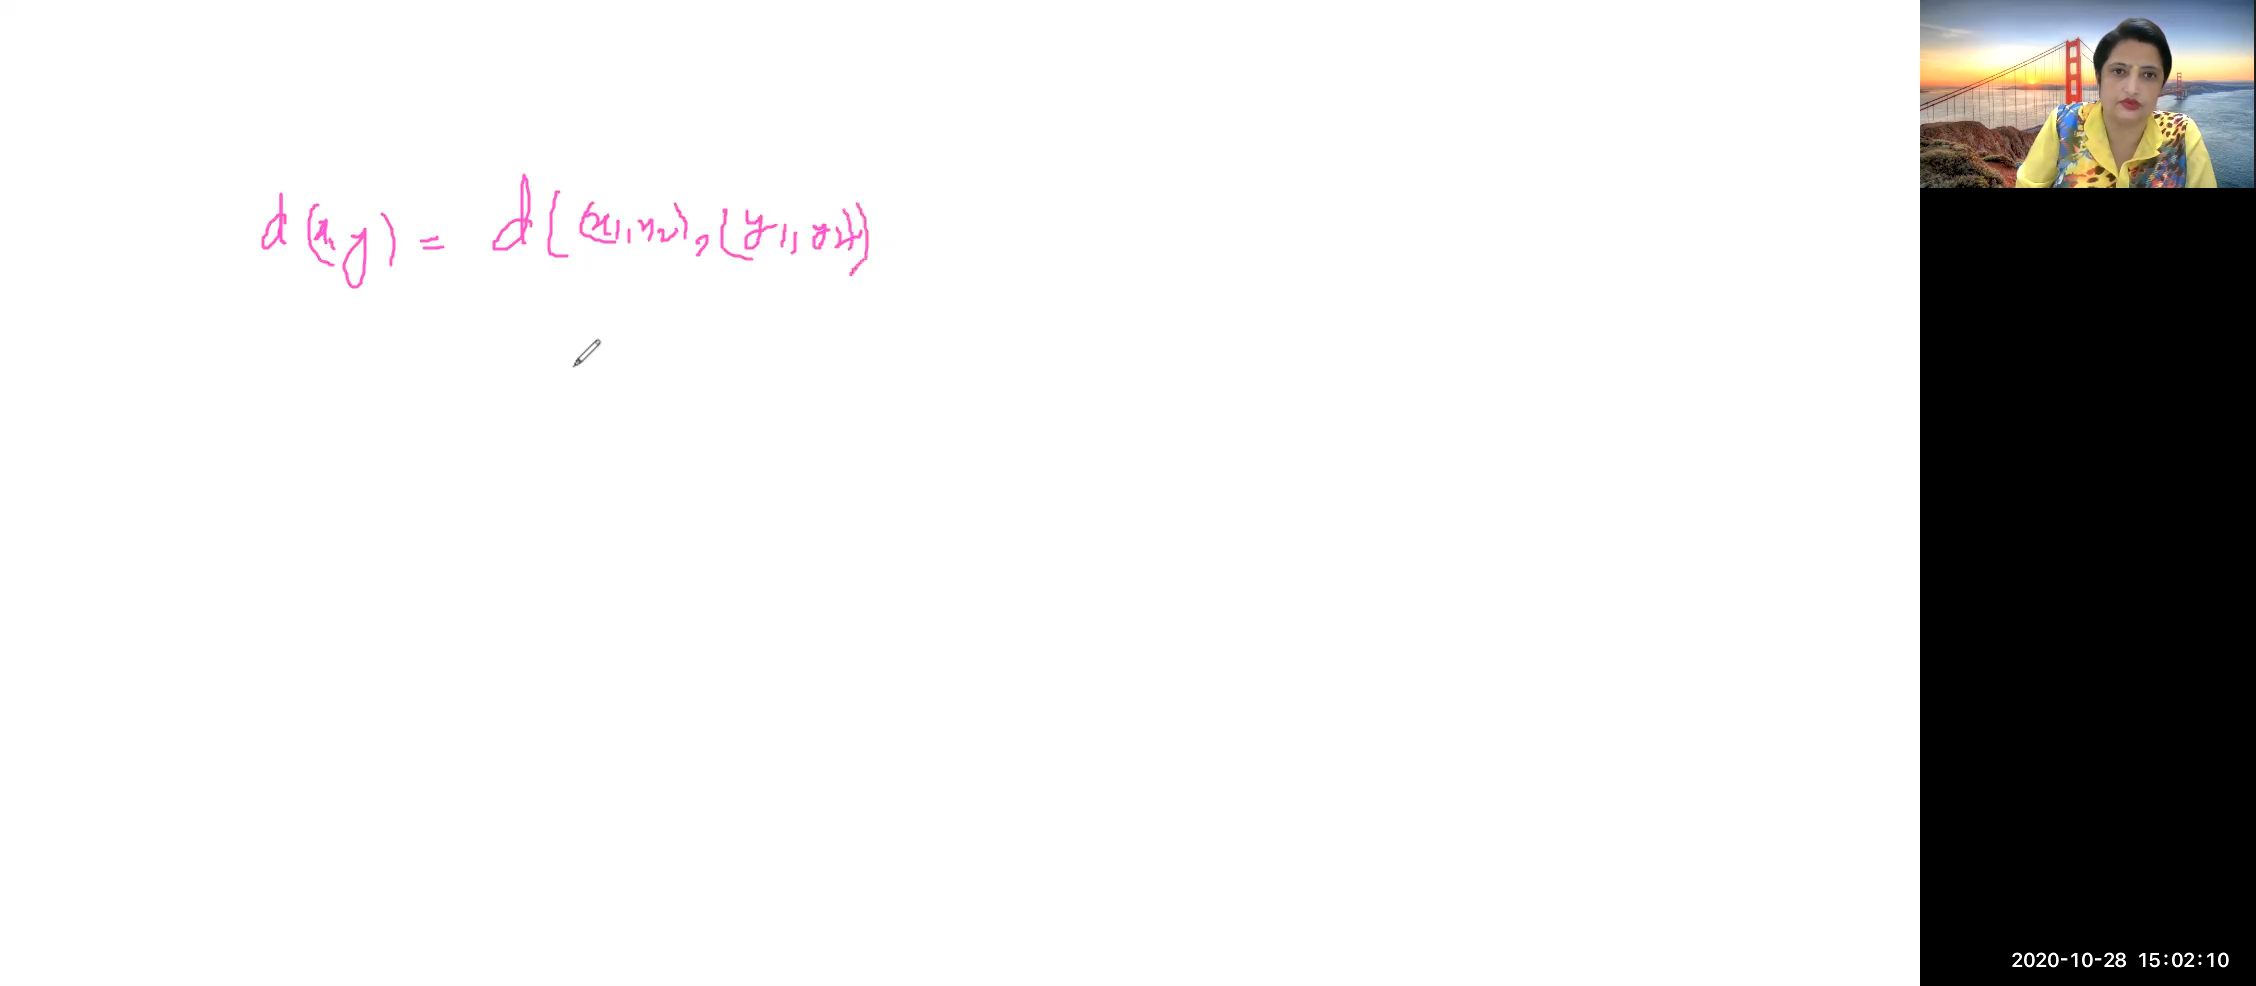 d(x, y) = d((x1, x2), (y1, y2))
2020-10-28 15:02:10